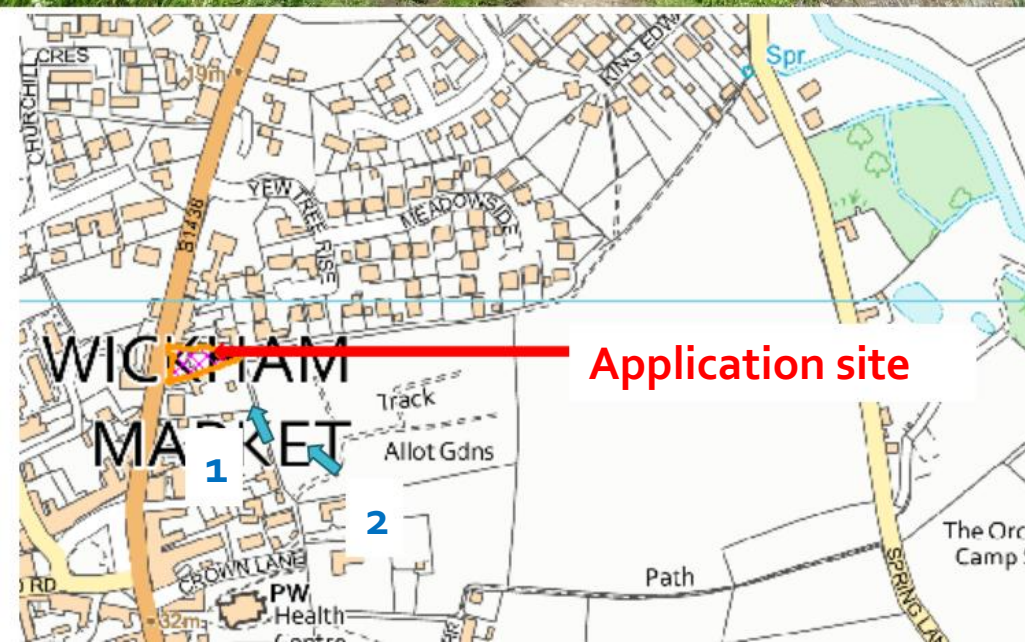 CRES
CHURCHILL
19m
KING EDW
Spr
B1438
YEW TREE RISE
MEADOWSIDE
WICKHAM
MARKET
Application site
Track
Allot Gdns
1
2
CROWN LANE
RD
PW
Health
Centre
32m
Path
The Orc
Camp
SPRING LA